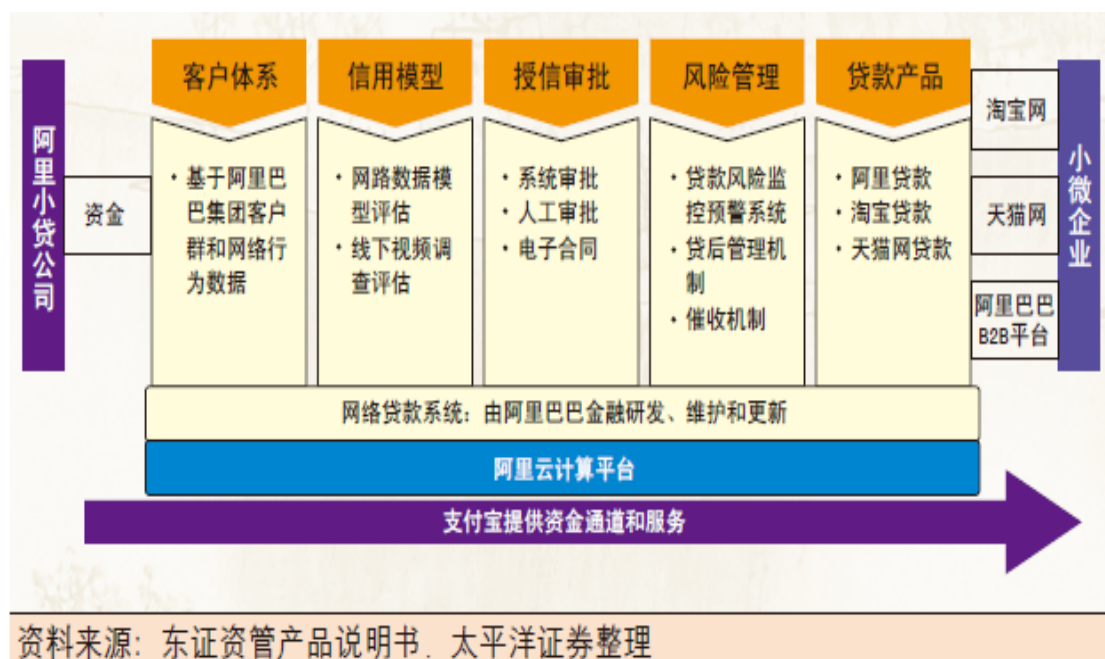 阿里小贷公司
资金
客户体系
• 基于阿里巴
巴集团客户
群和网络行
为数据
信用模型
• 网路数据模
型评估
• 线下视频调
查评估
授信审批
• 系统审批
• 人工审批
• 电子合同
风险管理
• 贷款风险监
控预警系统
• 贷后管理机
制
• 催收机制
贷款产品
• 阿里贷款
• 淘宝贷款
• 天猫网贷款
淘宝网
天猫网
阿里巴巴
B2B平台
小微企业
网络贷款系统：由阿里巴巴金融研发、维护和更新
阿里云计算平台
支付宝提供资金通道和服务
资料来源：东证资管产品说明书．太平洋证券整理